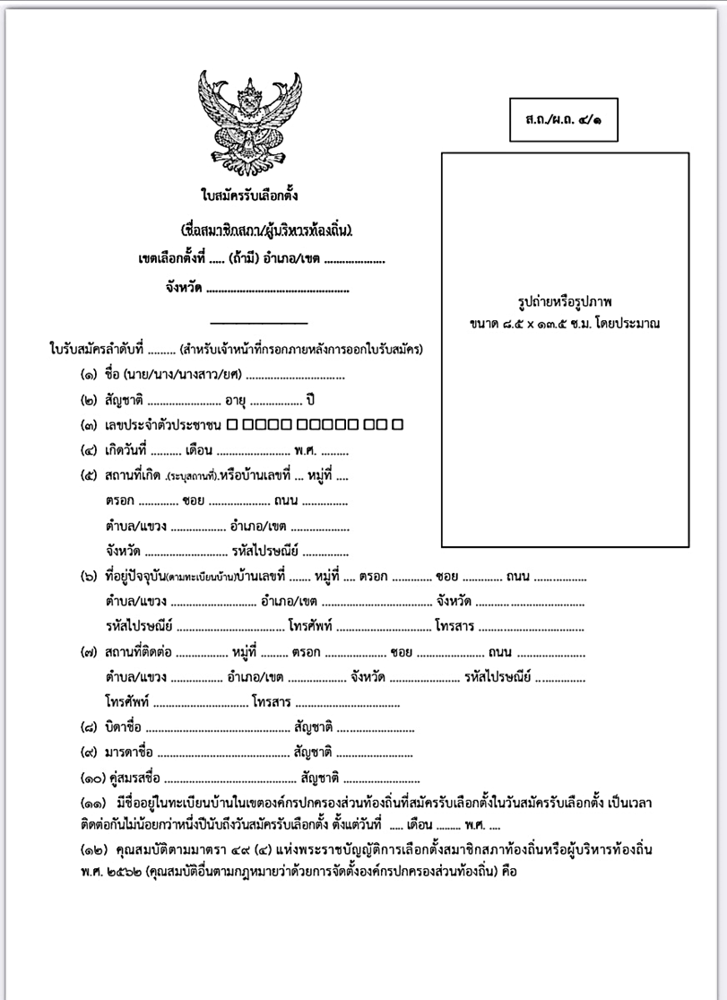 ส.ถ./ผ.ถ. ๔/๑
ใบสมัครรับเลือกตั้ง
(ชื่อสมาชิกสภา/ผู้บริหารท้องถิ่น)
เขตเลือกตั้งที่ ..... (ถ้ามี) อำเภอ/เขต ....................
จังหวัด ...............................................
รูปถ่ายหรือรูปภาพ
ขนาด ๘.๕ x ๑๓.๕ ซ.ม. โดยประมาณ
ใบรับสมัครลำดับที่ ......... (สำหรับเจ้าหน้าที่กรอกภายหลังการออกใบรับสมัคร)
(๑) ชื่อ (นาย/นาง/นางสาว/ยศ) ................................
(๒) สัญชาติ ........................ อายุ ................. ปี
(๓) เลขประจำตัวประชาชน □ □□□□ □□□□□ □□ □
(๔) เกิดวันที่ .......... เดือน ........................ พ.ศ. .........
(๕) สถานที่เกิด .(ระบุสถานที่).หรือบ้านเลขที่ ... หมู่ที่ ....
ตรอก ............. ซอย .................... ถนน ...............
ตำบล/แขวง .................. อำเภอ/เขต ...................
จังหวัด ........................... รหัสไปรษณีย์ ...............
(๖) ที่อยู่ปัจจุบัน(ตามทะเบียนบ้าน)บ้านเลขที่ ....... หมู่ที่ .... ตรอก ............. ซอย ............. ถนน .................
ตำบล/แขวง ............................ อำเภอ/เขต .................................... จังหวัด ...................................
รหัสไปรษณีย์ ................................... โทรศัพท์ ............................... โทรสาร ..................................
(๗) สถานที่ติดต่อ ................. หมู่ที่ ......... ตรอก .................... ซอย ...................... ถนน ......................
ตำบล/แขวง ................. อำเภอ/เขต ................... จังหวัด ....................... รหัสไปรษณีย์ ................
โทรศัพท์ ............................... โทรสาร ..................................
(๘) บิดาชื่อ ............................................... สัญชาติ .........................
(๙) มารดาชื่อ ........................................... สัญชาติ .........................
(๑๐) คู่สมรสชื่อ ........................................... สัญชาติ .........................
(๑๑) มีชื่ออยู่ในทะเบียนบ้านในเขตองค์กรปกครองส่วนท้องถิ่นที่สมัครรับเลือกตั้งในวันสมัครรับเลือกตั้ง เป็นเวลา
ติดต่อกันไม่น้อยกว่าหนึ่งปีนับถึงวันสมัครรับเลือกตั้ง ตั้งแต่วันที่ ..... เดือน ........ พ.ศ. ....
(๑๒) คุณสมบัติตามมาตรา ๔๙ (๔) แห่งพระราชบัญญัติการเลือกตั้งสมาชิกสภาท้องถิ่นหรือผู้บริหารท้องถิ่น
พ.ศ. ๒๕๖๒ (คุณสมบัติอื่นตามกฎหมายว่าด้วยการจัดตั้งองค์กรปกครองส่วนท้องถิ่น) คือ